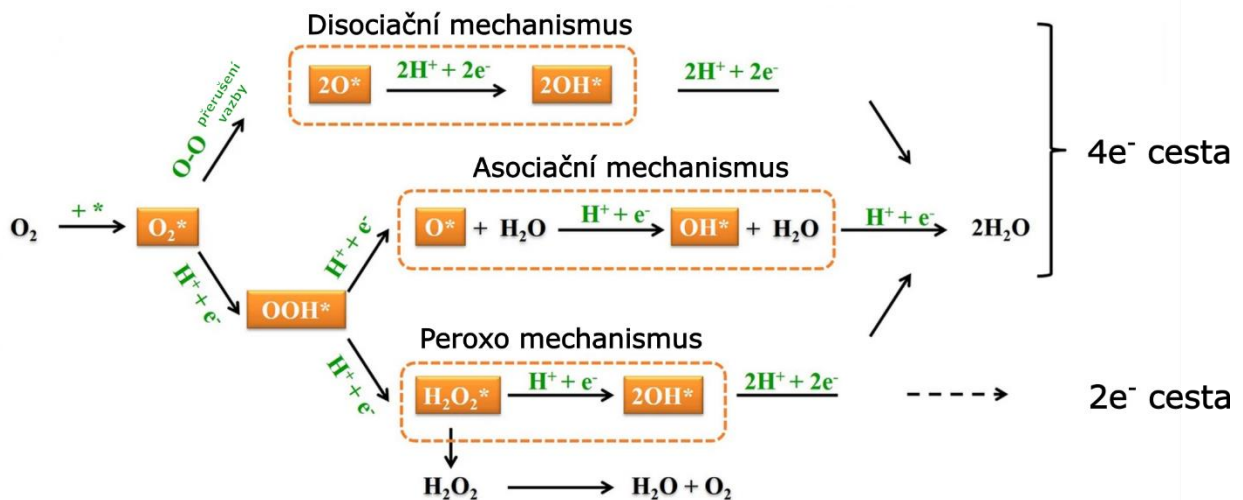 Disociační mechanismus
O-O přerušení vazby
2O* 2H⁺ + 2e⁻ 2OH* 2H⁺ + 2e⁻
4e⁻ cesta
Asociační mechanismus
O₂ + * O₂*
H⁺ + e⁻ O* + H₂O H⁺ + e⁻ OH* + H₂O H⁺ + e⁻ 2H₂O
H⁺ + e⁻ OOH*
Peroxo mechanismus
H⁺ + e⁻ H₂O₂* H⁺ + e⁻ 2OH* 2H⁺ + 2e⁻ 2e⁻ cesta
H₂O₂ H₂O + O₂